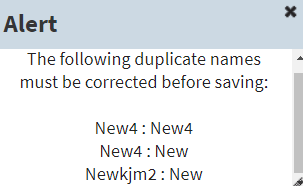 Alert
The following duplicate names
must be corrected before saving:
New4 : New4
New4 : New
Newkjm2 : New